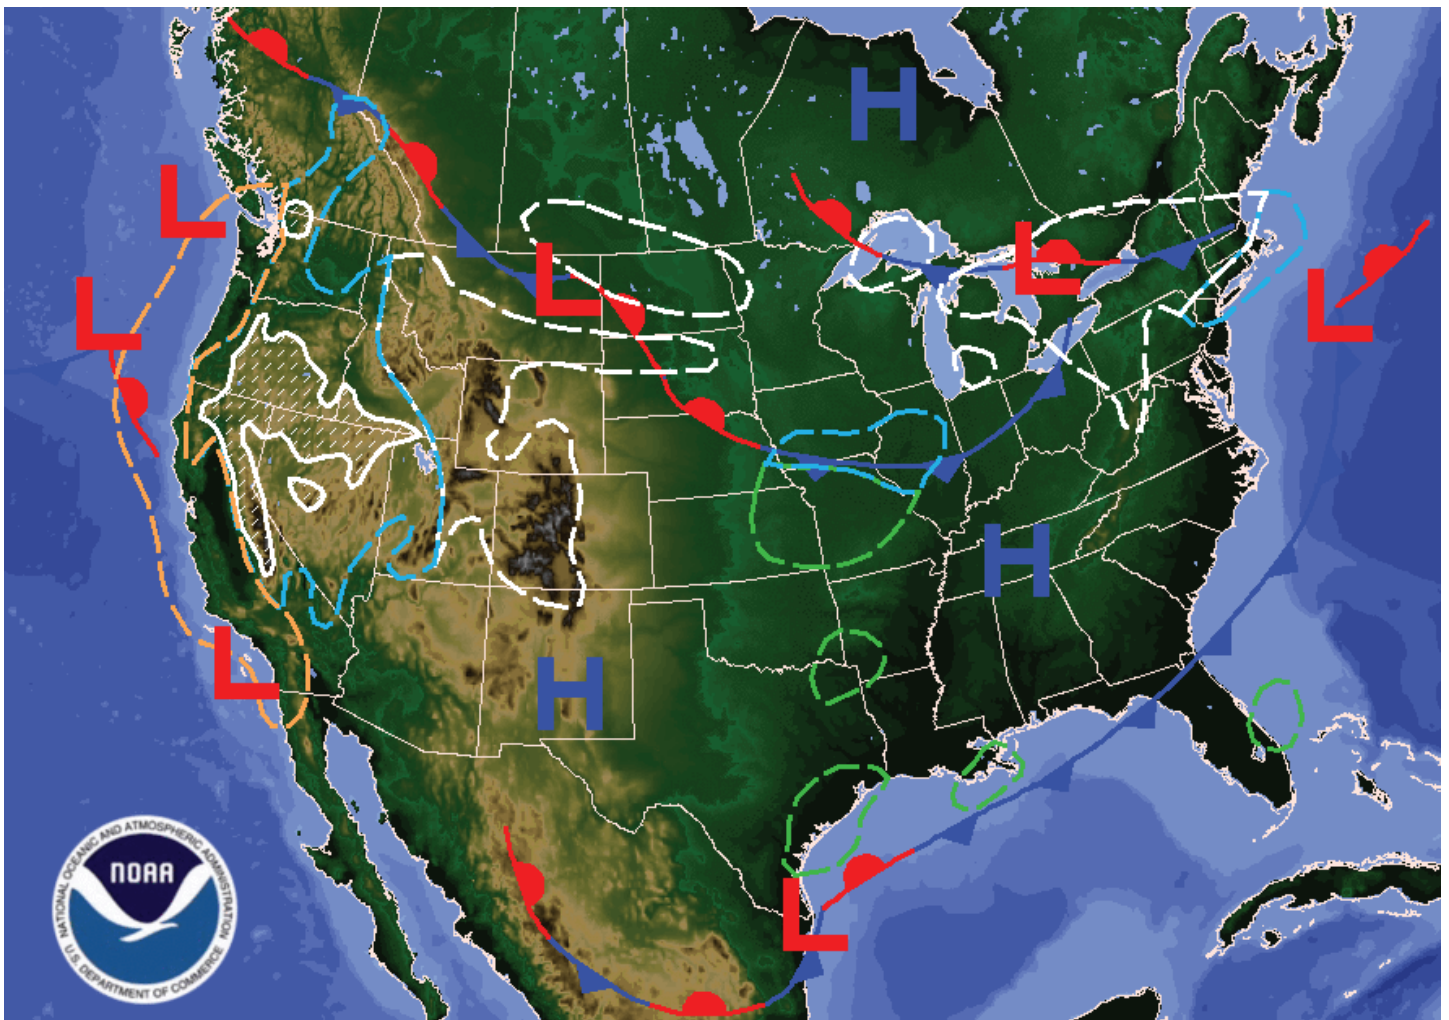 H
L
L
L
L
L
H
H
L
L
NATIONAL OCEANIC AND ATMOSPHERIC ADMINISTRATION
NOAA
U.S. DEPARTMENT OF COMMERCE